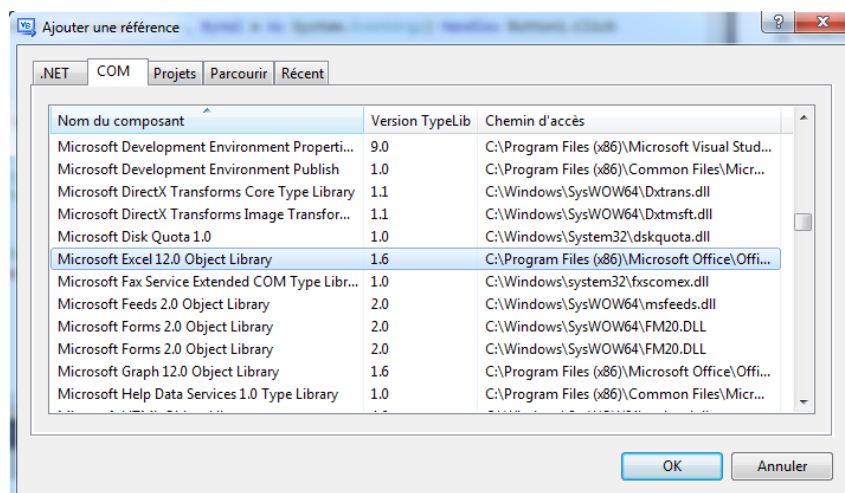 Ajouter une référence
.NET COM Projets Parcourir Récent
Nom du composant Version TypeLib Chemin d'accès
Microsoft Development Environment Properti... 9.0 C:\Program Files (x86)\Microsoft Visual Stud...
Microsoft Development Environment Publish 1.0 C:\Program Files (x86)\Common Files\Micr...
Microsoft DirectX Transforms Core Type Library 1.1 C:\Windows\SysWOW64\Dxtrans.dll
Microsoft DirectX Transforms Image Transfor... 1.1 C:\Windows\SysWOW64\Dxtmsft.dll
Microsoft Disk Quota 1.0 1.0 C:\Windows\System32\dskquota.dll
Microsoft Excel 12.0 Object Library 1.6 C:\Program Files (x86)\Microsoft Office\Offi...
Microsoft Fax Service Extended COM Type Libr... 1.0 C:\Windows\system32\fxscomex.dll
Microsoft Feeds 2.0 Object Library 2.0 C:\Windows\SysWOW64\msfeeds.dll
Microsoft Forms 2.0 Object Library 2.0 C:\Windows\SysWOW64\FM20.DLL
Microsoft Forms 2.0 Object Library 2.0 C:\Windows\SysWOW64\FM20.DLL
Microsoft Graph 12.0 Object Library 1.6 C:\Program Files (x86)\Microsoft Office\Offi...
Microsoft Help Data Services 1.0 Type Library 1.0 C:\Program Files (x86)\Common Files\Micr...
OK Annuler